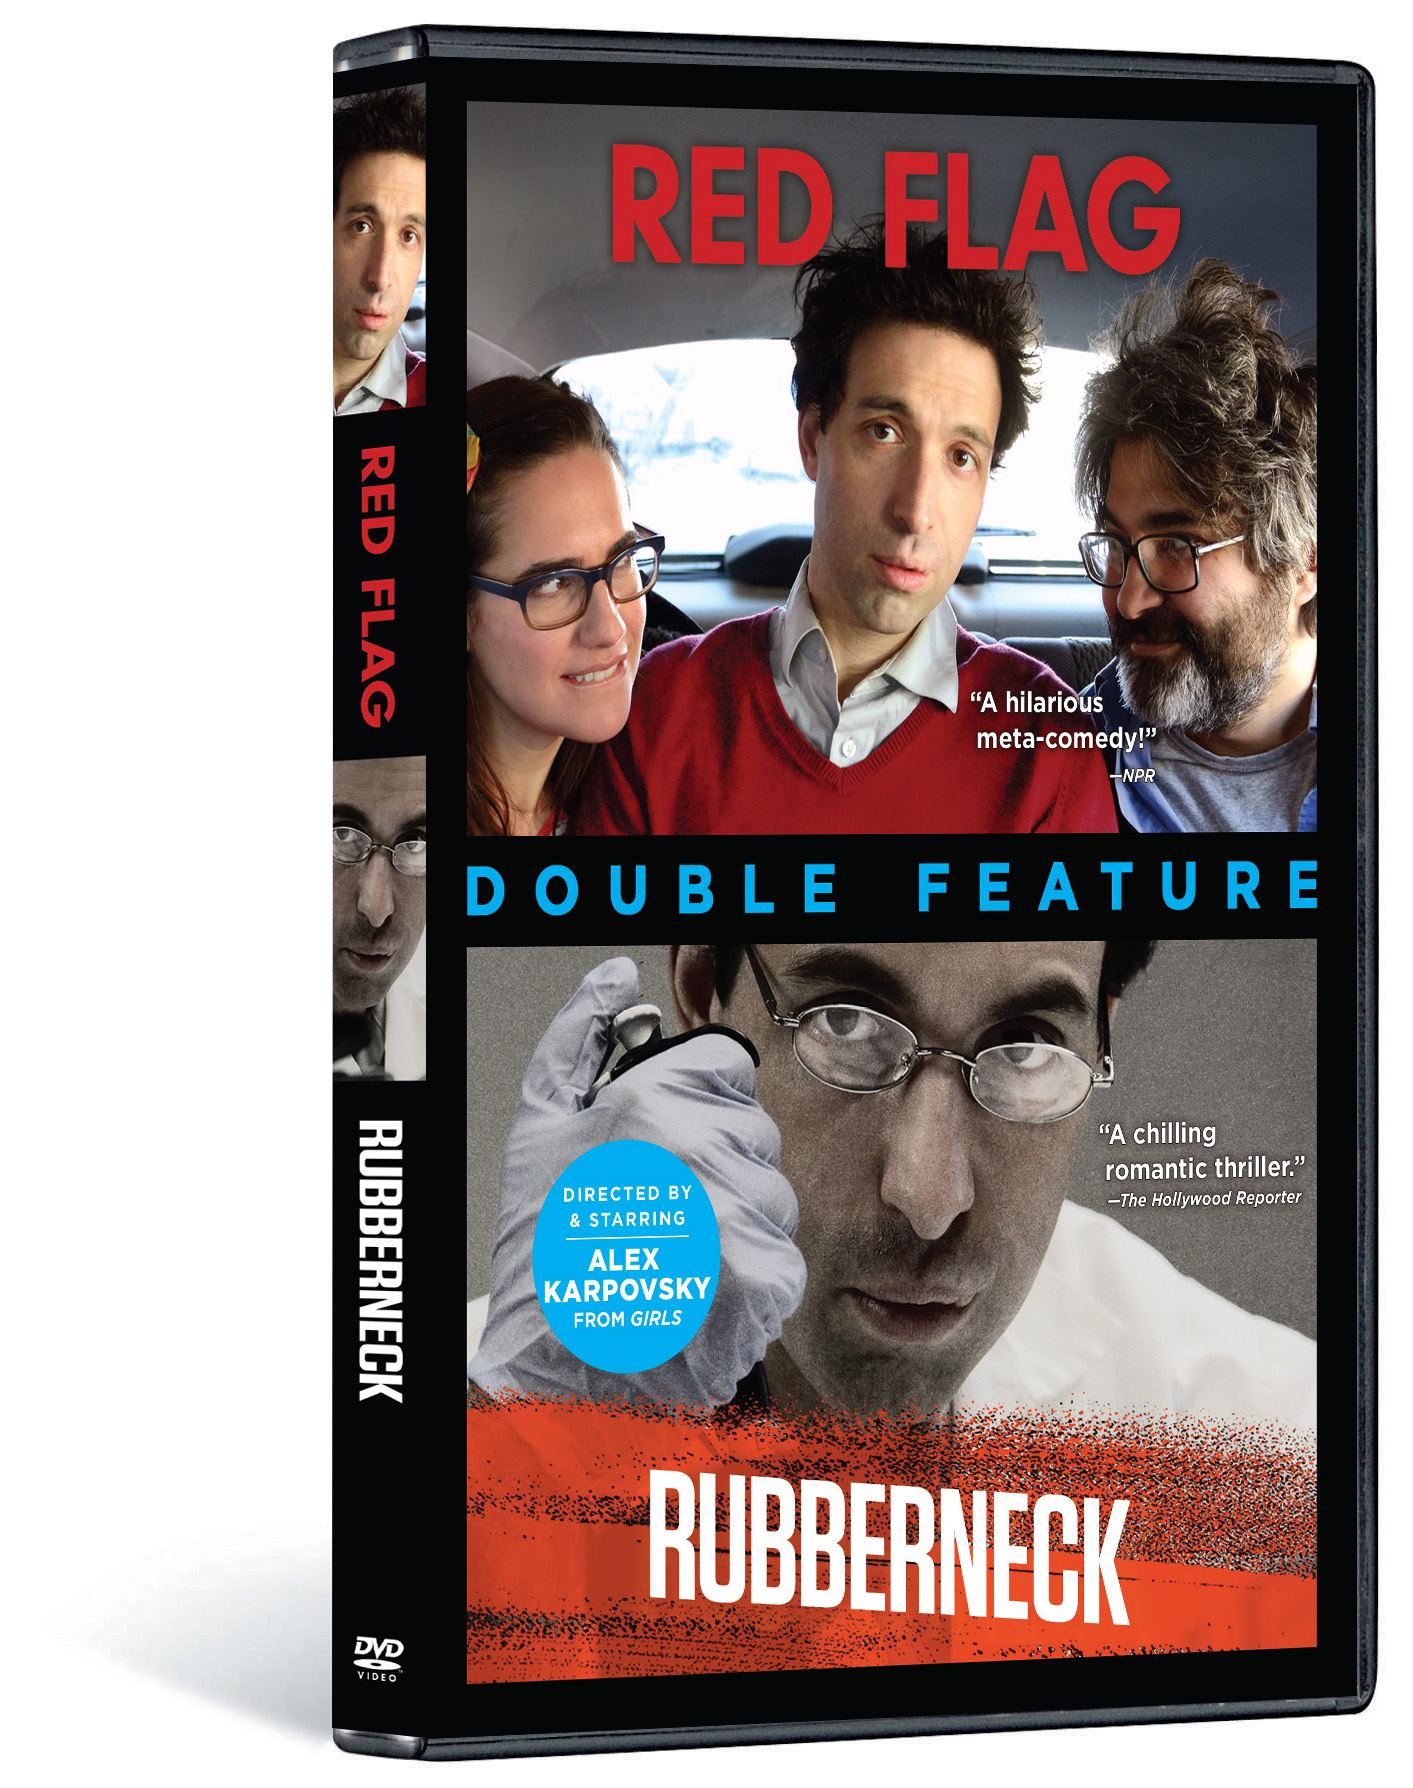 RED FLAG
RUBBERNECK
DVD
VIDEO
RED FLAG
“A hilarious
meta-comedy!”
—NPR
DOUBLE FEATURE
DIRECTED BY
& STARRING
ALEX
KARPOVSKY
FROM GIRLS
“A chilling
romantic thriller.”
—The Hollywood Reporter
RUBBERNECK